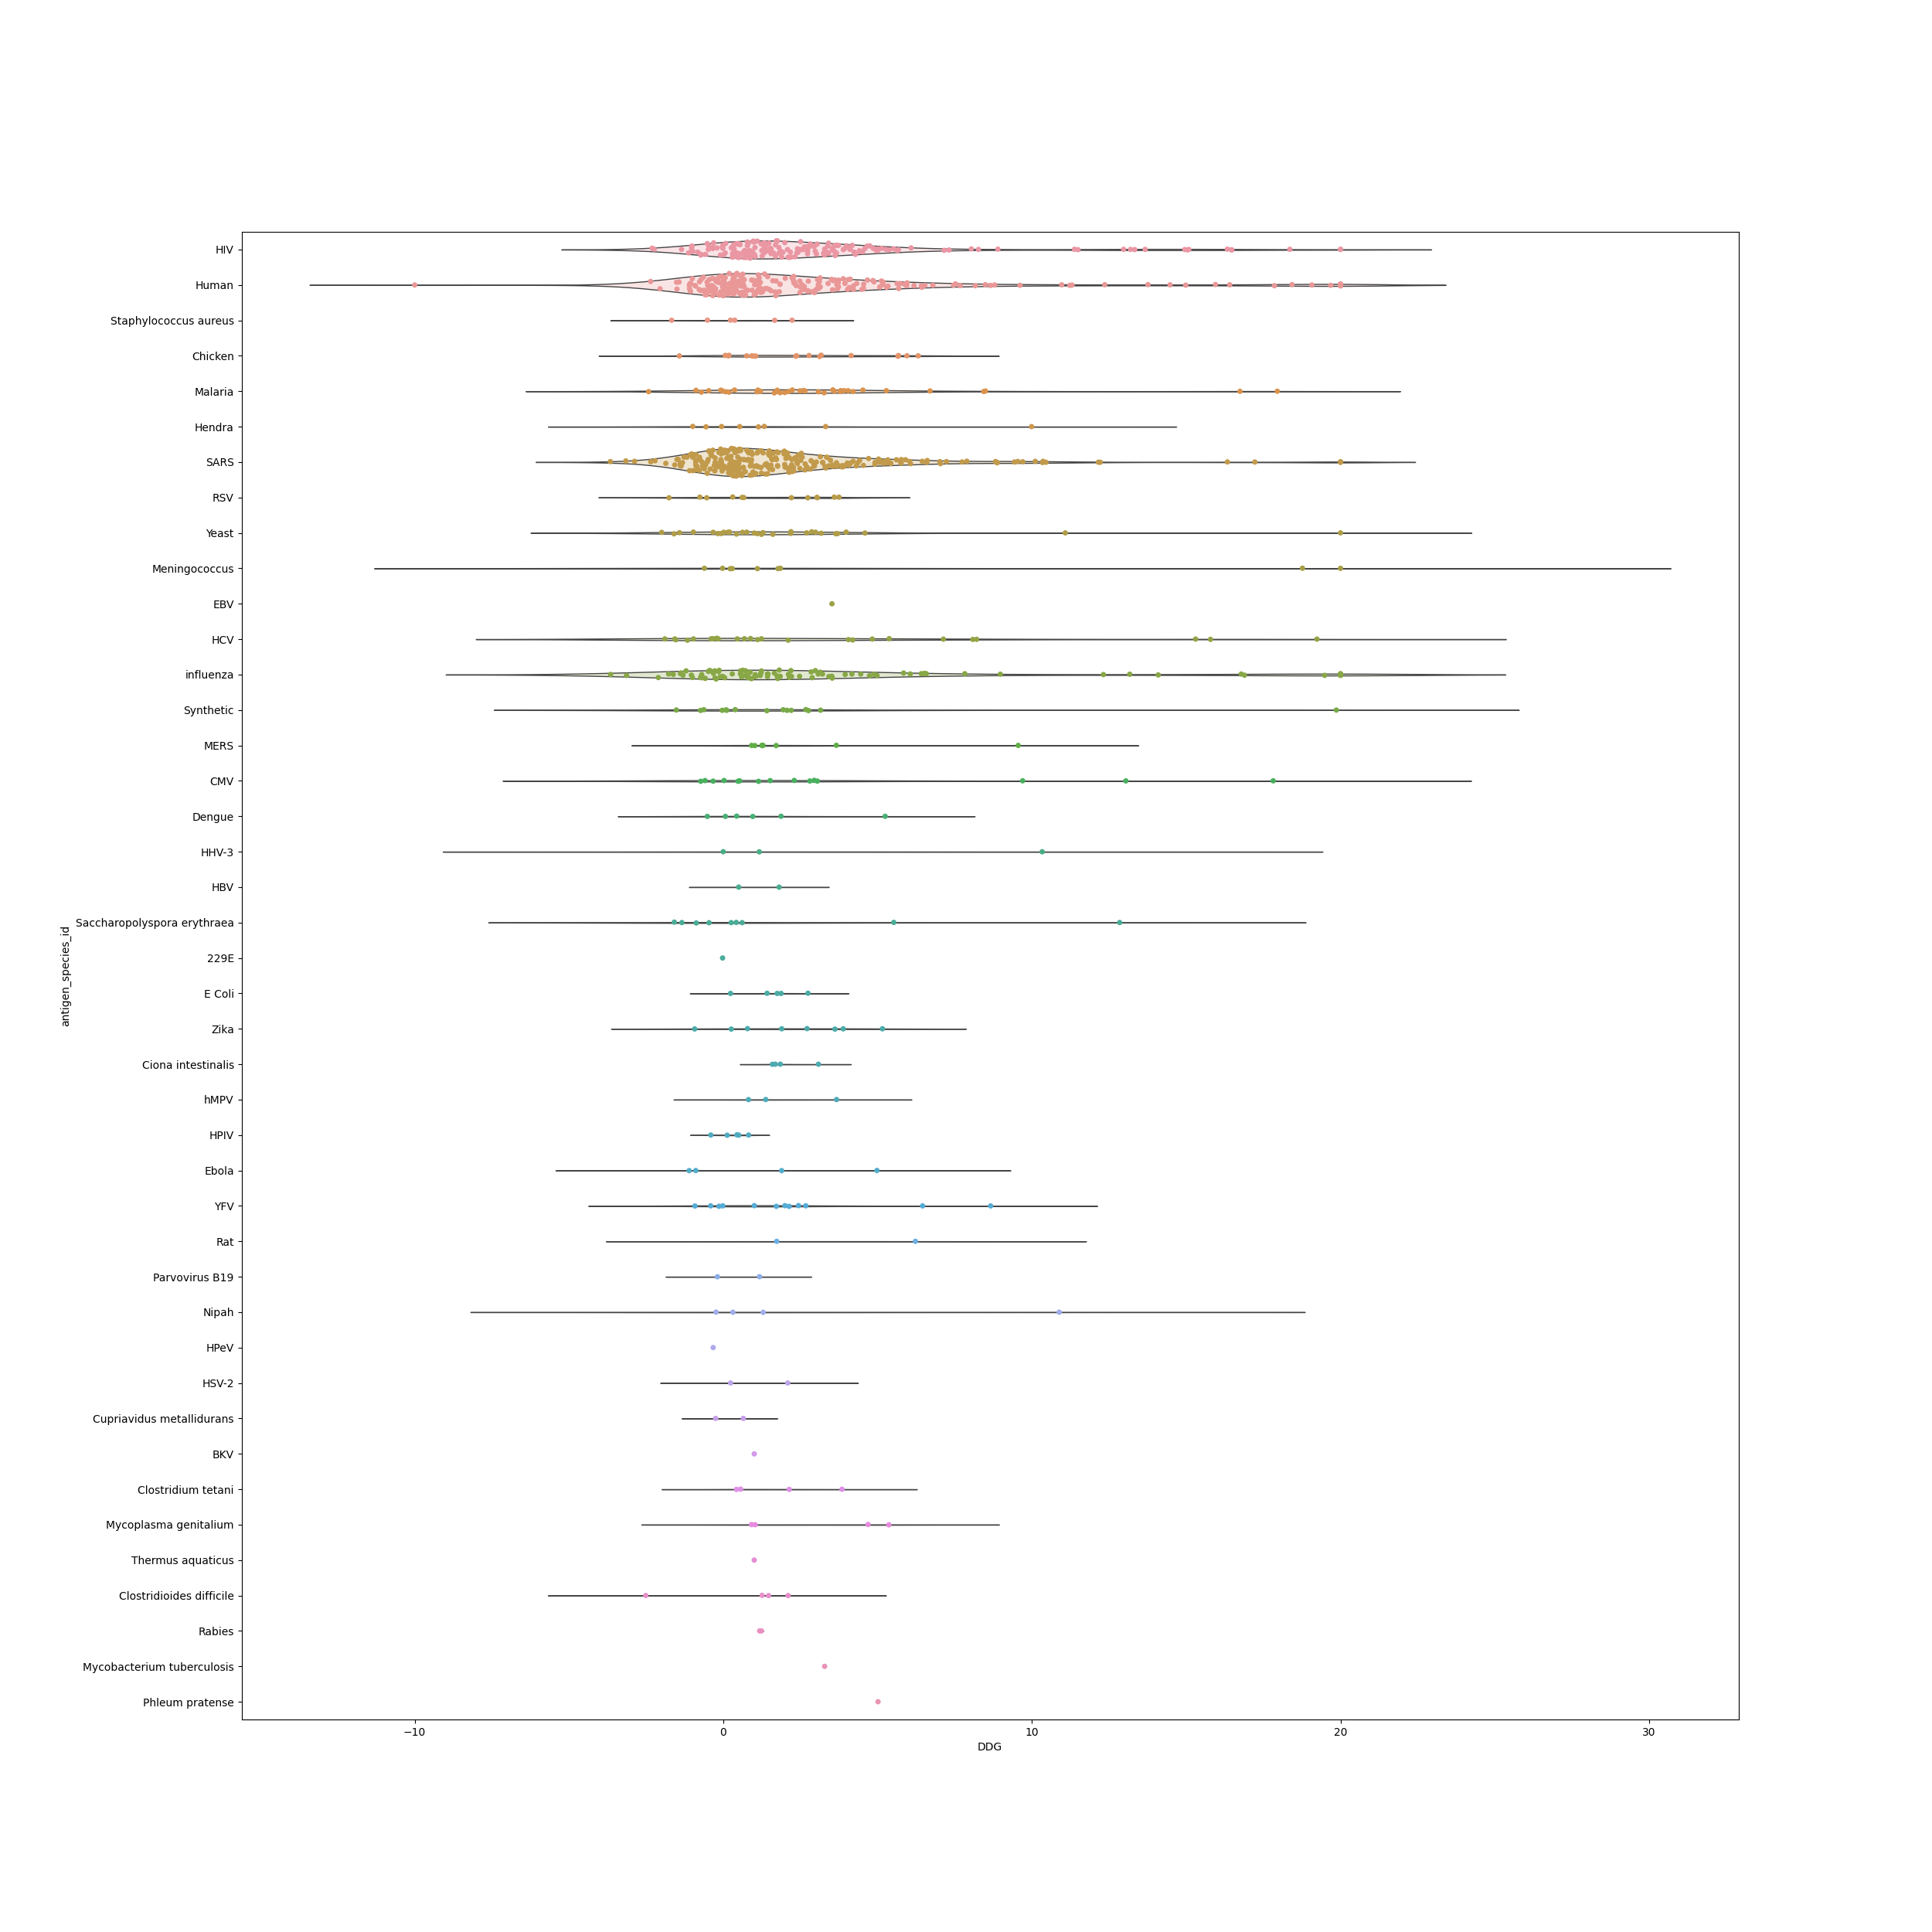 HIV
Human
Staphylococcus aureus
Chicken
Malaria
Hendra
SARS
RSV
Yeast
Meningococcus
EBV
HCV
influenza
Synthetic
MERS
CMV
Dengue
HHV-3
HBV
Saccharopolyspora erythraea
229E
E Coli
Zika
Ciona intestinalis
hMPV
HPIV
Ebola
YFV
Rat
Parvovirus B19
Nipah
HPeV
HSV-2
Cupriavidus metallidurans
BKV
Clostridium tetani
Mycoplasma genitalium
Thermus aquaticus
Clostridioides difficile
Rabies
Mycobacterium tuberculosis
Phleum pratense
antigen_species_id
−10 0 10 20 30
DDG